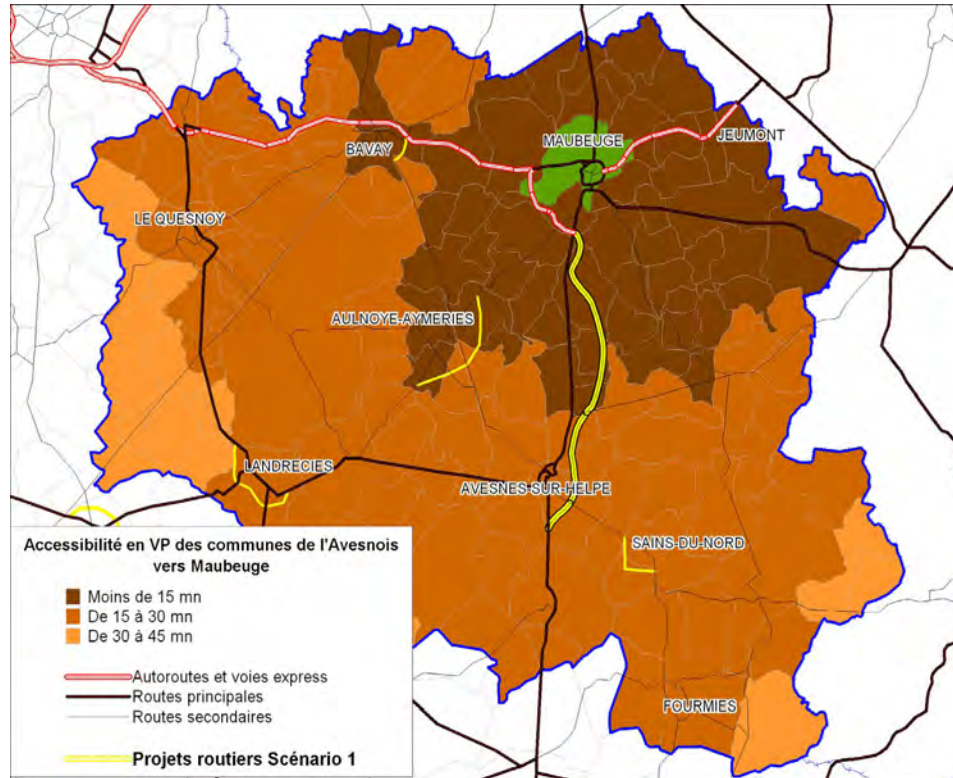 MAUBEUGE
JEUMONT
BAVAY
LE QUESNOY
AULNOYE-AYMERIES
LANDRECIES
AVESNES-SUR-HELPE
SAINS-DU-NORD
FOURMIES
Accessibilité en VP des communes de l'Avesnois
vers Maubeuge
Moins de 15 mn
De 15 à 30 mn
De 30 à 45 mn
Autoroutes et voies express
Routes principales
Routes secondaires
Projets routiers Scénario 1